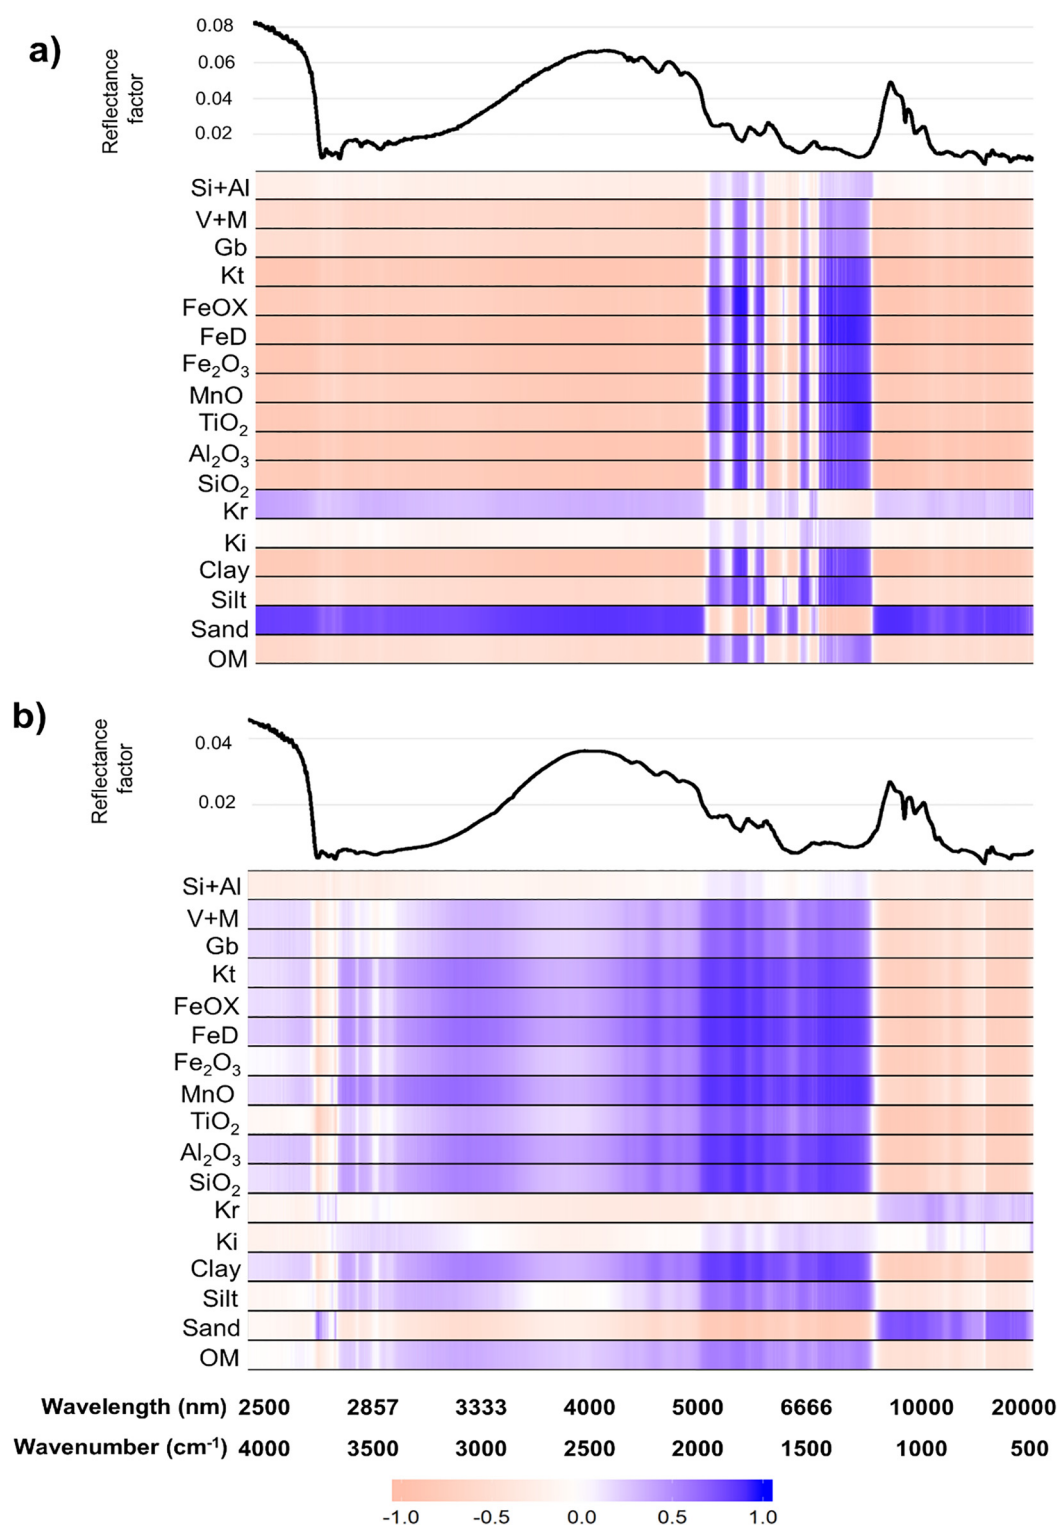 a)
Reflectance
factor
0.08
0.06
0.04
0.02
Si+Al
V+M
Gb
Kt
FeOX
FeD
Fe₂O₃
MnO
TiO₂
Al₂O₃
SiO₂
Kr
Ki
Clay
Silt
Sand
OM
b)
Reflectance
factor
0.04
0.02
Si+Al
V+M
Gb
Kt
FeOX
FeD
Fe₂O₃
MnO
TiO₂
Al₂O₃
SiO₂
Kr
Ki
Clay
Silt
Sand
OM
Wavelength (nm) 2500 2857 3333 4000 5000 6666 10000 20000
Wavenumber (cm⁻¹) 4000 3500 3000 2500 2000 1500 1000 500
-1.0 -0.5 0.0 0.5 1.0